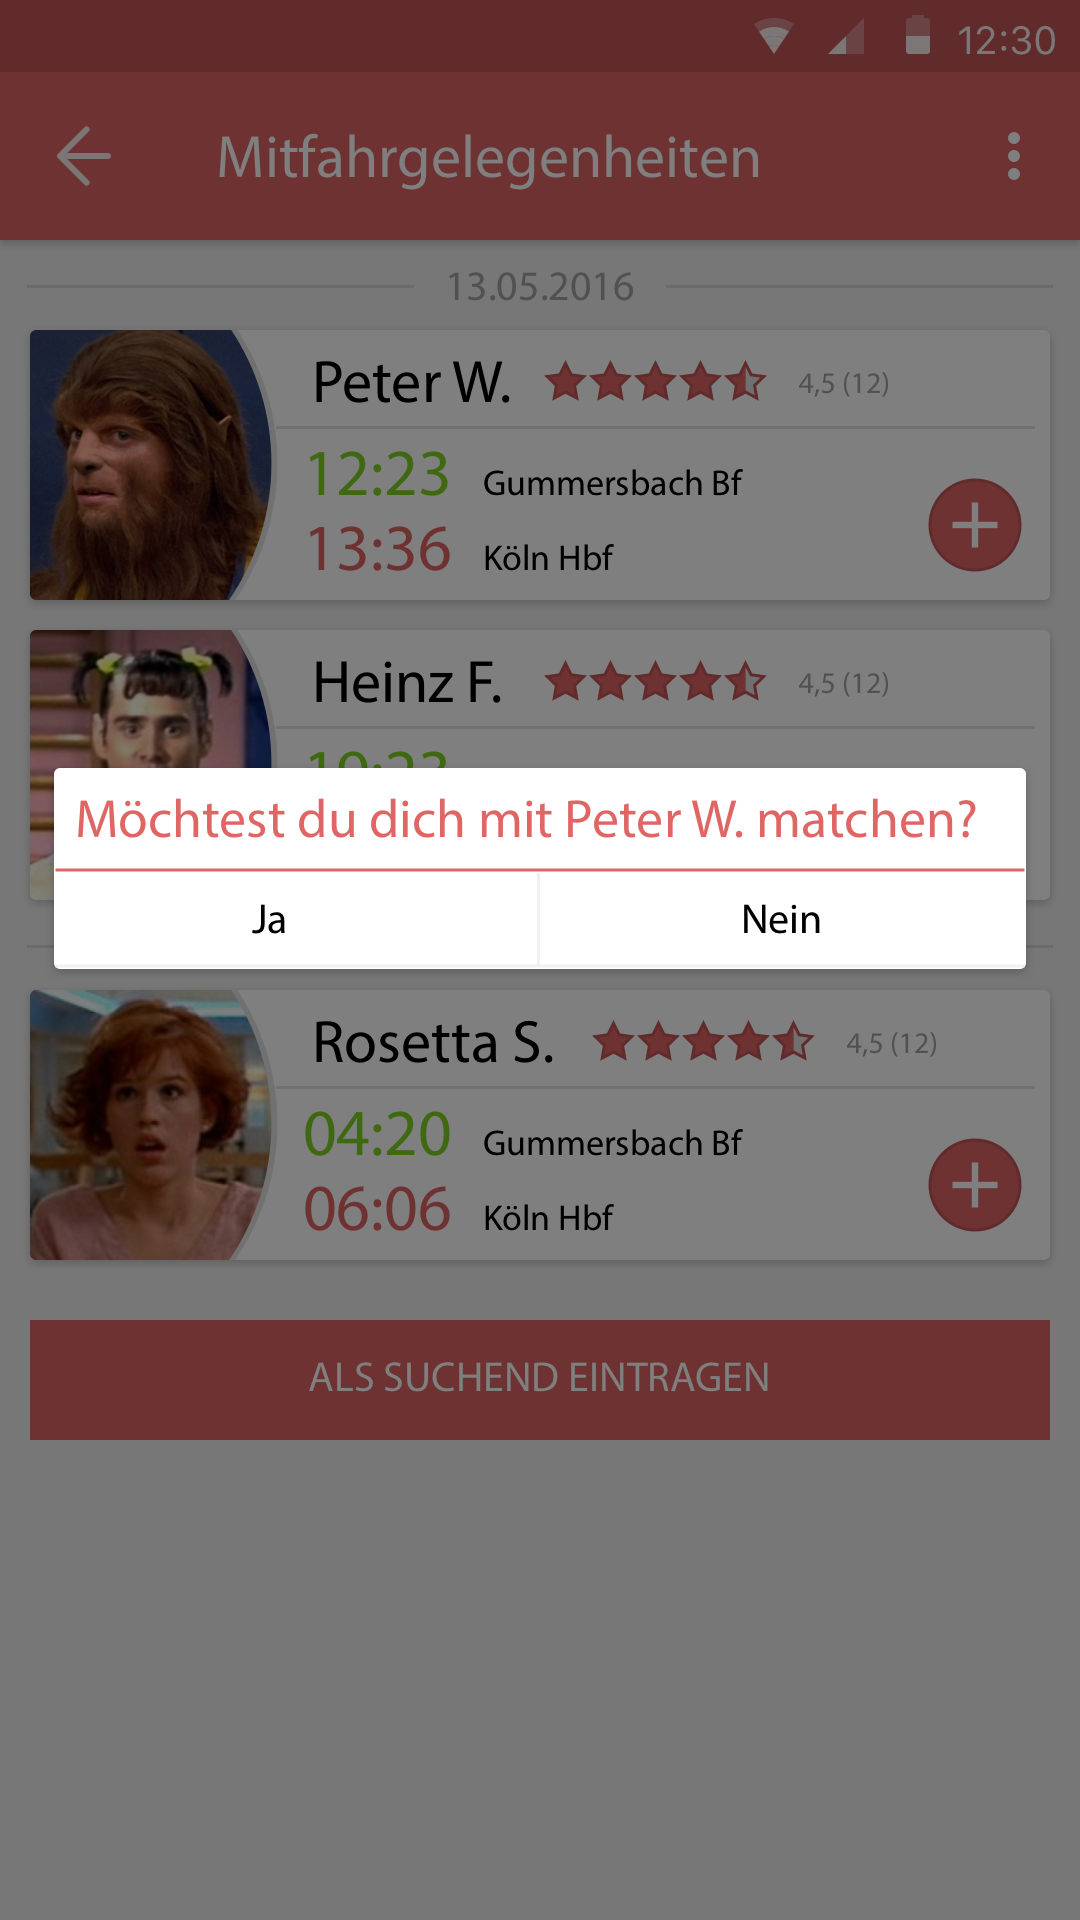 12:30
Mitfahrgelegenheiten
13.05.2016
Peter W. 4,5 (12)
12:23 Gummersbach Bf
13:36 Köln Hbf
Heinz F. 4,5 (12)
Möchtest du dich mit Peter W. matchen?
Ja Nein
Rosetta S. 4,5 (12)
04:20 Gummersbach Bf
06:06 Köln Hbf
ALS SUCHEND EINTRAGEN